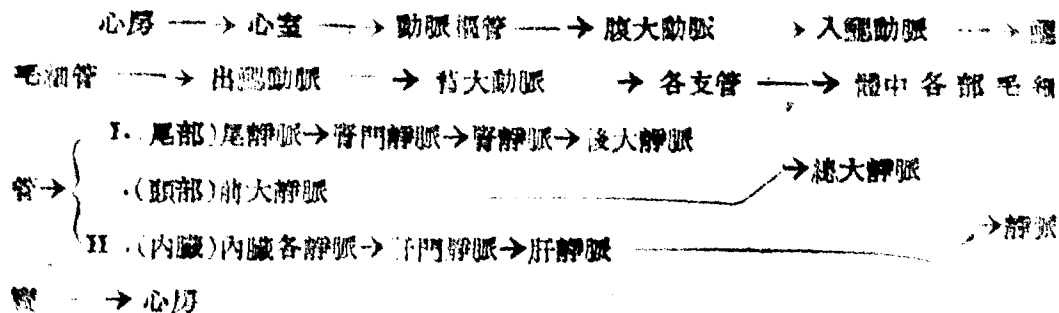 心房 → 心室 → 動脈 管 → 腹大動脈 → 入鰓動脈 → 鰓
毛細管 → 出鰓動脈 → 背大動脈 → 各支管 → 體中各部毛細
I. (尾部)尾靜脈→腎門靜脈→腎靜脈→後大靜脈
管→ .(頭部)前大靜脈 →總大靜脈
II.(內臟)內臟各靜脈→肝門靜脈→肝靜脈 →靜脈
竇 → 心房